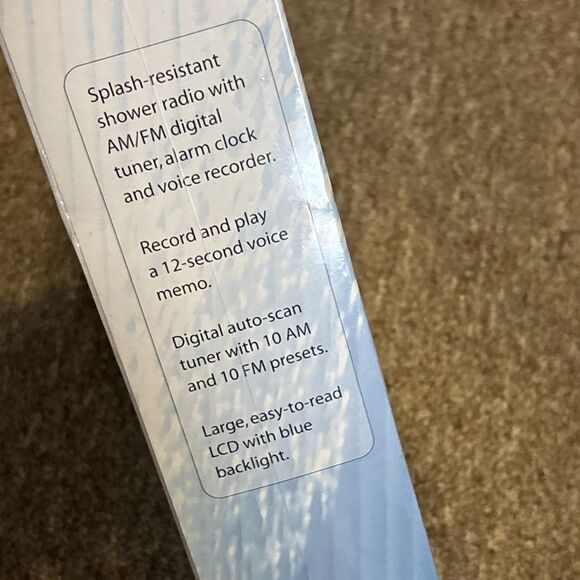 Splash-resistant
shower radio with
AM/FM digital
tuner, alarm clock
and voice recorder.
Record and play
a 12-second voice
memo.
Digital auto-scan
tuner with 10 AM
and 10 FM presets.
Large, easy-to-read
LCD with blue
backlight.